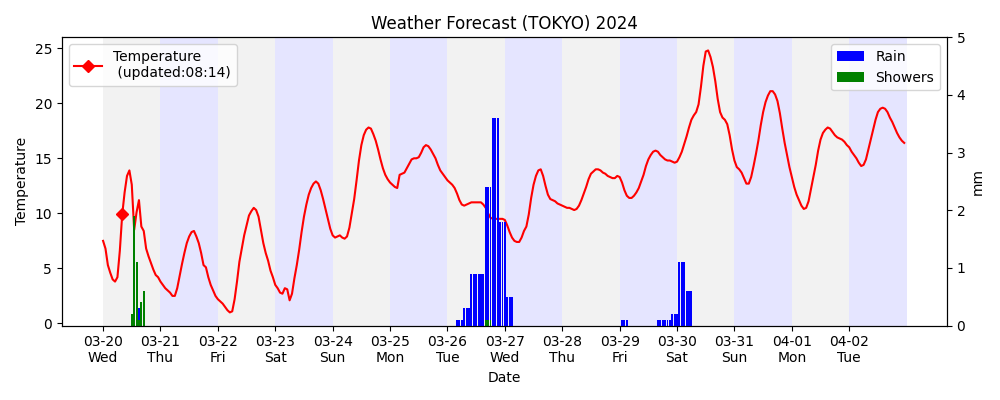 Weather Forecast (TOKYO) 2024
Temperature
(updated:08:14)
Rain
Showers
25
20
15
10
5
0
Temperature
5
4
3
2
1
0
mm
03-20 03-21 03-22 03-23 03-24 03-25 03-26 03-27 03-28 03-29 03-30 03-31 04-01 04-02
Wed Thu Fri Sat Sun Mon Tue Wed Thu Fri Sat Sun Mon Tue
Date